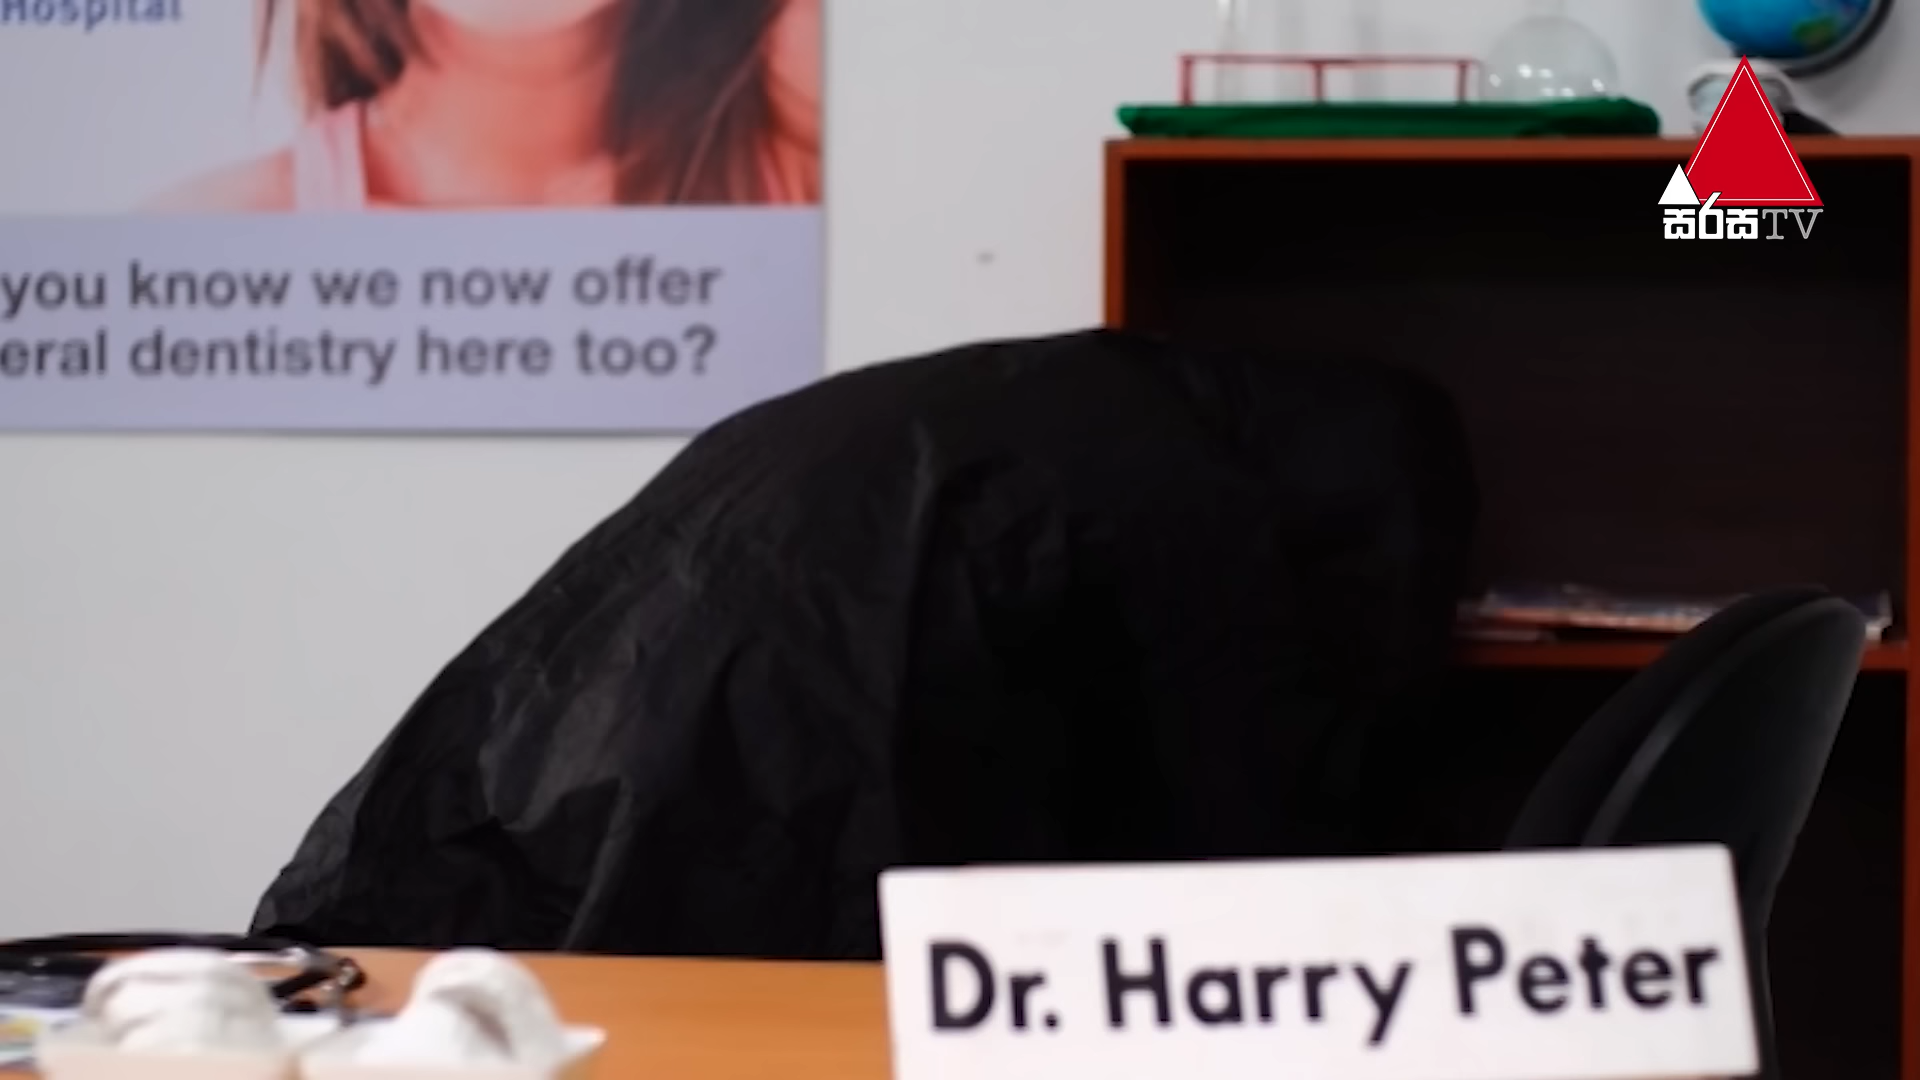 Hospital
you know we now offer
eral dentistry here too?
සිරස TV
Dr. Harry Peter